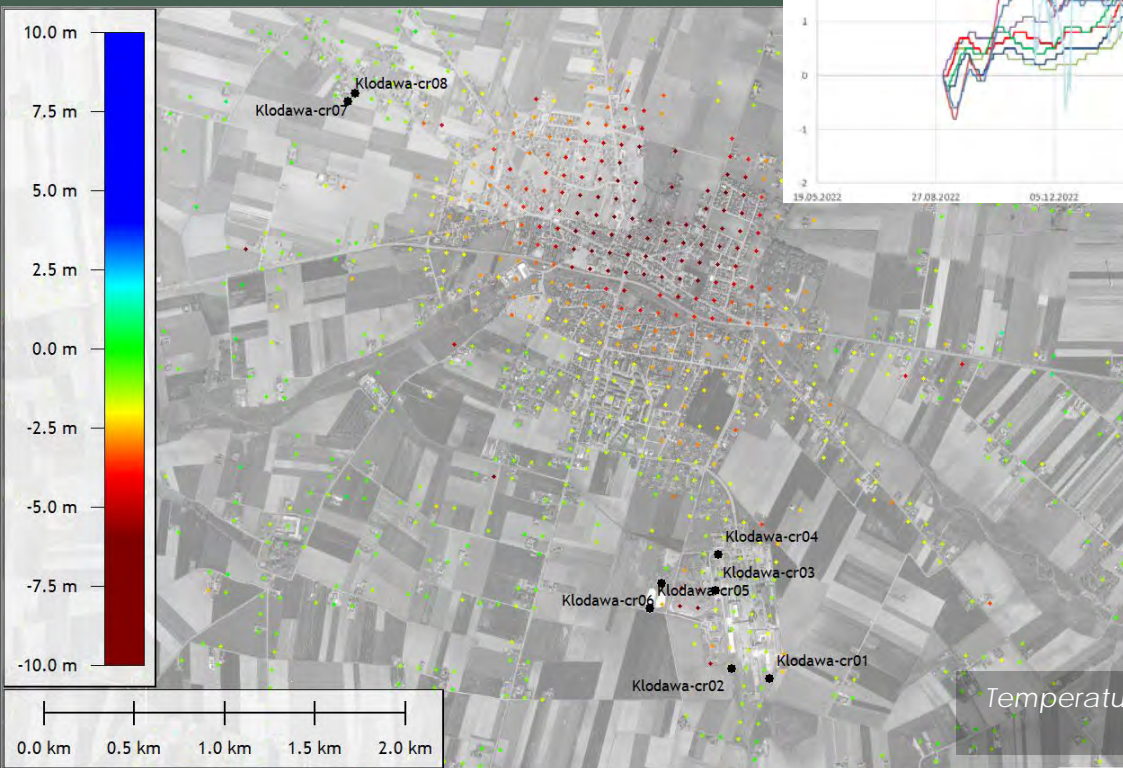 10.0 m
7.5 m
5.0 m
2.5 m
0.0 m
-2.5 m
-5.0 m
-7.5 m
-10.0 m
0.0 km 0.5 km 1.0 km 1.5 km 2.0 km
Klodawa-cr08
Klodawa-cr07
Klodawa-cr04
Klodawa-cr03
Klodawa-cr05
Klodawa-cr06
Klodawa-cr01
Klodawa-cr02
1
0
-1
-2
19.05.2022 27.08.2022 05.12.2022
Temperatu